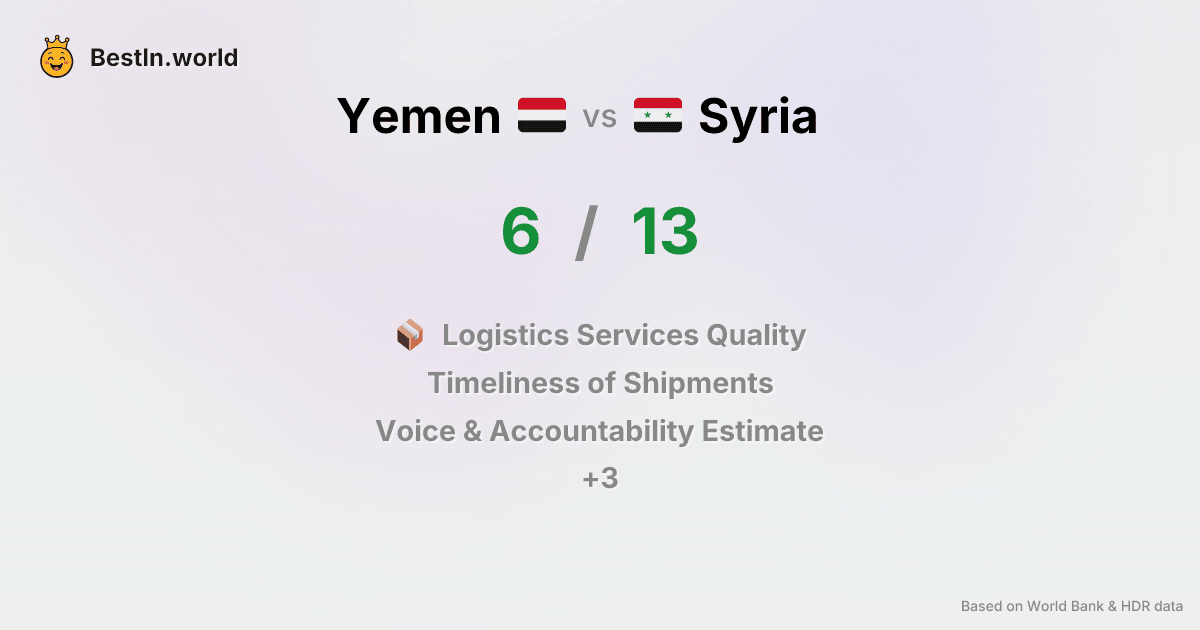 BestIn.world
Yemen vs Syria
6 / 13
Logistics Services Quality
Timeliness of Shipments
Voice & Accountability Estimate
+3
Based on World Bank & HDR data